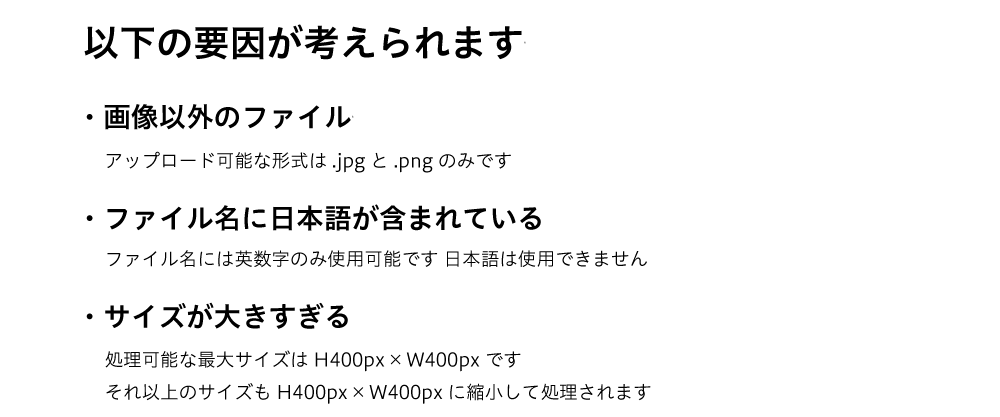 以下の要因が考えられます
・画像以外のファイル
アップロード可能な形式は .jpg と .png のみです
・ファイル名に日本語が含まれている
ファイル名には英数字のみ使用可能です 日本語は使用できません
・サイズが大きすぎる
処理可能な最大サイズは H400px×W400px です
それ以上のサイズも H400px×W400px に縮小して処理されます